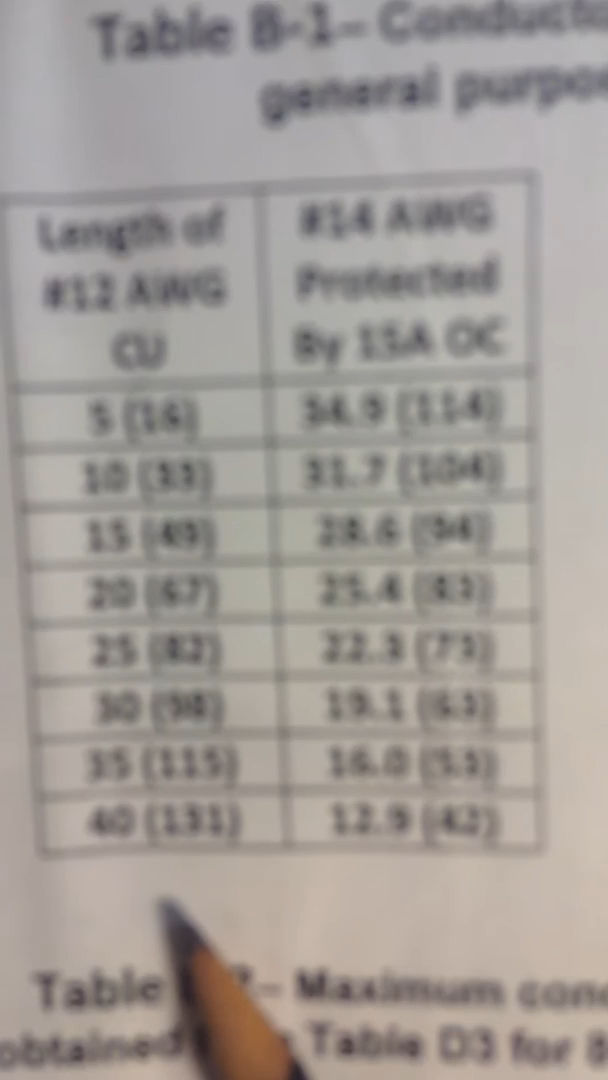 Table B-1– Conducto
general purpos
Length of #12 AWG CU | #14 AWG Protected By 15A OC
5 (16) | 34.9 (114)
10 (33) | 31.7 (104)
15 (49) | 28.6 (94)
20 (67) | 25.4 (83)
25 (82) | 22.3 (73)
30 (98) | 19.1 (63)
35 (115) | 16.0 (53)
40 (131) | 12.9 (42)
Table – Maximum cond
obtained Table D3 for 8